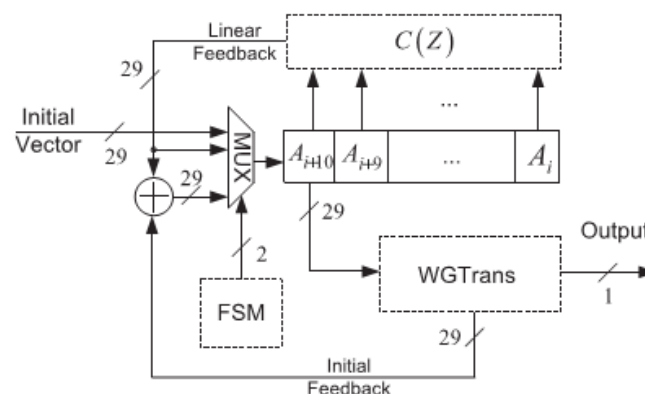 Linear
Feedback
C(Z)
29
Initial
Vector
29
MUX
...
A_{i+10} A_{i+9} ... A_i
29
29
2
FSM
WGTrans
Output
1
29
Initial
Feedback